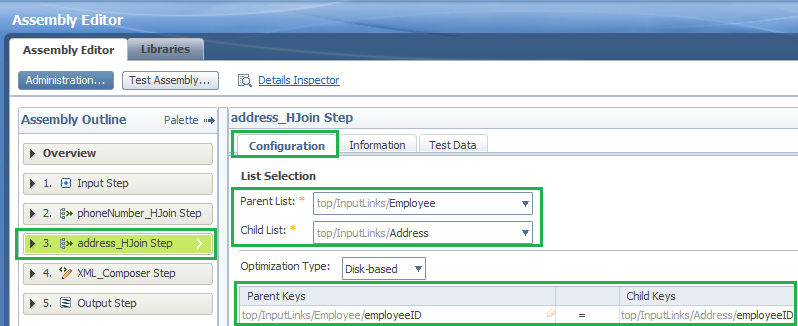 Assembly Editor
Assembly Editor Libraries
Administration... Test Assembly... Details Inspector
Assembly Outline Palette
address_HJoin Step
Overview
1. Input Step
2. phoneNumber_HJoin Step
3. address_HJoin Step
4. XML_Composer Step
5. Output Step
Configuration Information Test Data
List Selection
Parent List: * top/InputLinks/Employee
Child List: * top/InputLinks/Address
Optimization Type: Disk-based
Parent Keys Child Keys
top/InputLinks/Employee/employeeID = top/InputLinks/Address/employeeID